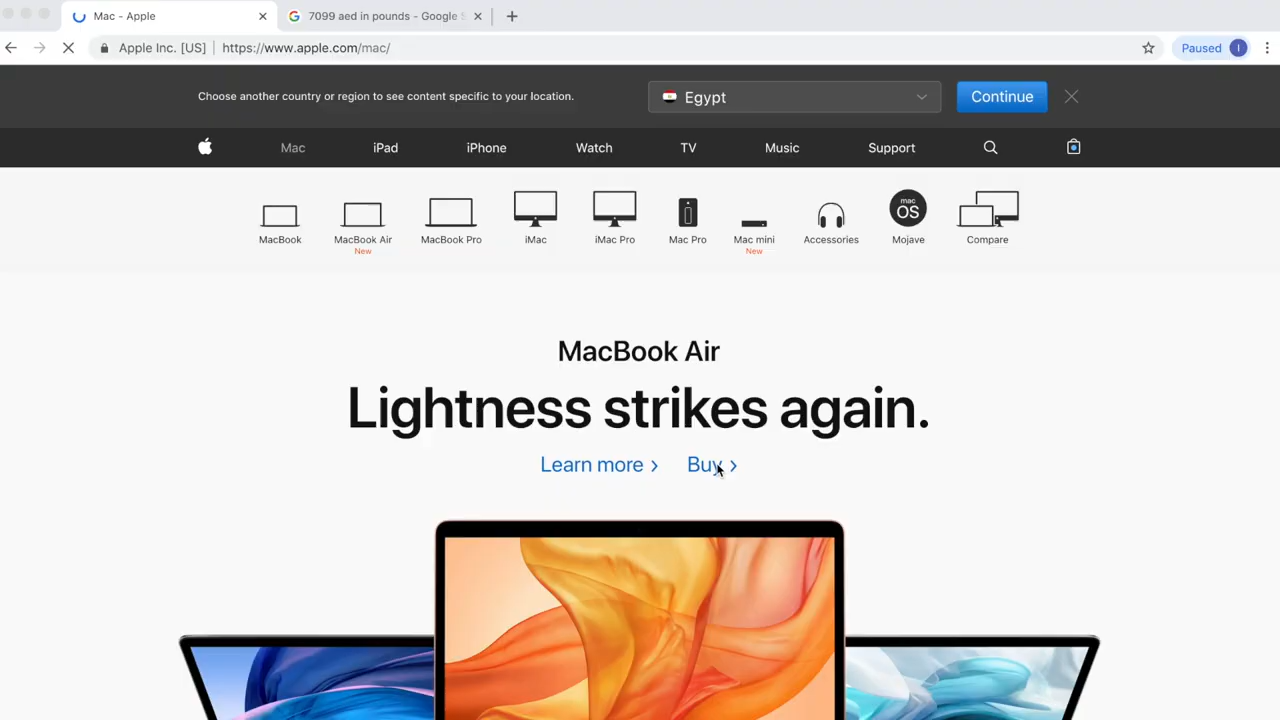 Mac - Apple
7099 aed in pounds - Google
Apple Inc. [US] | https://www.apple.com/mac/
Paused I
Choose another country or region to see content specific to your location.
Egypt
Continue
Mac iPad iPhone Watch TV Music Support
mac OS
MacBook MacBook Air MacBook Pro iMac iMac Pro Mac Pro Mac mini Accessories Mojave Compare
New New
MacBook Air
Lightness strikes again.
Learn more > Buy >